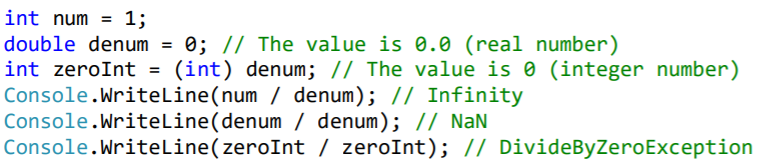 int num = 1;
double denum = 0; // The value is 0.0 (real number)
int zeroInt = (int) denum; // The value is 0 (integer number)
Console.WriteLine(num / denum); // Infinity
Console.WriteLine(denum / denum); // NaN
Console.WriteLine(zeroInt / zeroInt); // DivideByZeroException